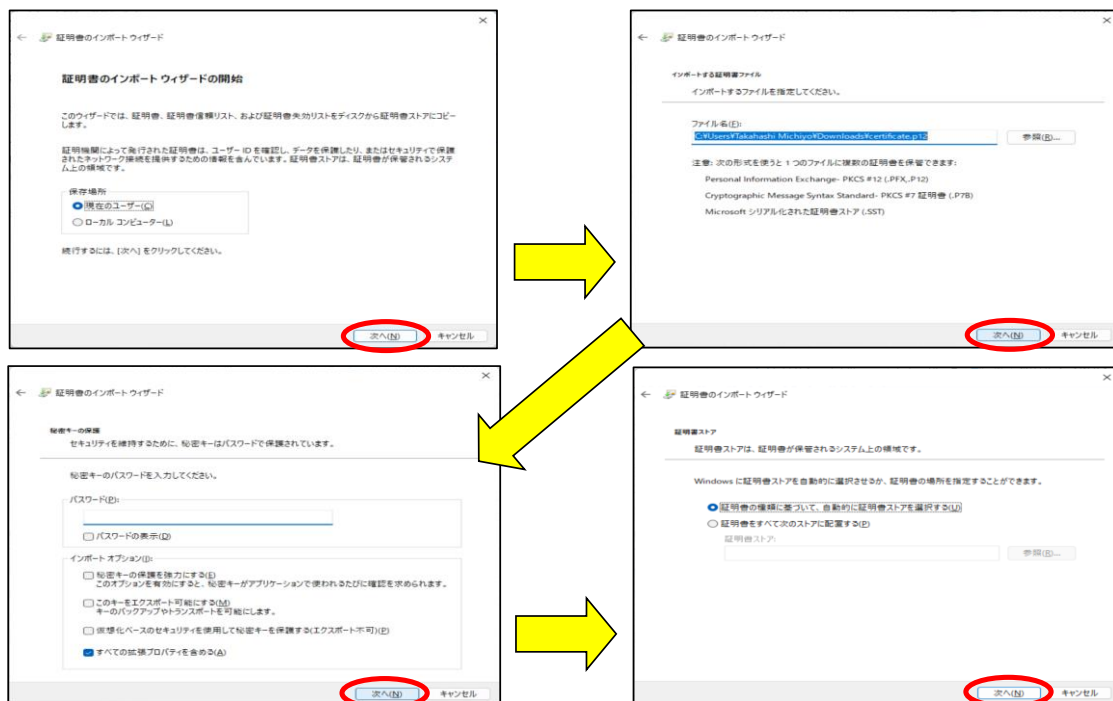 証明書のインポート ウィザード
証明書のインポート ウィザードの開始
このウィザードでは、証明書、証明書信頼リスト、および証明書失効リストをディスクから証明書ストアにコピー
します。
証明機関によって発行された証明書は、ユーザー ID を確認し、データを保護したり、またはセキュリティで保護
されたネットワーク接続を提供するための情報を含んでいます。証明書ストアは、証明書が保管されるシステ
ム上の領域です。
保存場所
現在のユーザー(C)
ローカル コンピューター(L)
続行するには、[次へ] をクリックしてください。
次へ(N)
キャンセル
証明書のインポート ウィザード
インポートする証明書ファイル
インポートするファイルを指定してください。
ファイル名(F):
C:¥Users¥Takahashi Michiyo¥Downloads¥certificate.p12
参照(R)...
注意: 次の形式を使うと 1 つのファイルに複数の証明書を保管できます:
Personal Information Exchange- PKCS #12 (.PFX,.P12)
Cryptographic Message Syntax Standard- PKCS #7 証明書 (.P7B)
Microsoft シリアル化された証明書ストア (.SST)
次へ(N)
キャンセル
証明書のインポート ウィザード
秘密キーの保護
セキュリティを維持するために、秘密キーはパスワードで保護されています。
秘密キーのパスワードを入力してください。
パスワード(P):
パスワードの表示(D)
インポート オプション(I):
秘密キーの保護を強力にする(E)
このオプションを有効にすると、秘密キーがアプリケーションで使われるたびに確認を求められます。
このキーをエクスポート可能にする(M)
キーのバックアップやトランスポートを可能にします。
仮想化ベースのセキュリティを使用して秘密キーを保護する(エクスポート不可)(P)
すべての拡張プロパティを含める(A)
次へ(N)
キャンセル
証明書のインポート ウィザード
証明書ストア
証明書ストアは、証明書が保管されるシステム上の領域です。
Windows に証明書ストアを自動的に選択させるか、証明書の場所を指定することができます。
証明書の種類に基づいて、自動的に証明書ストアを選択する(U)
証明書をすべて次のストアに配置する(P)
証明書ストア:
参照(R)...
次へ(N)
キャンセル